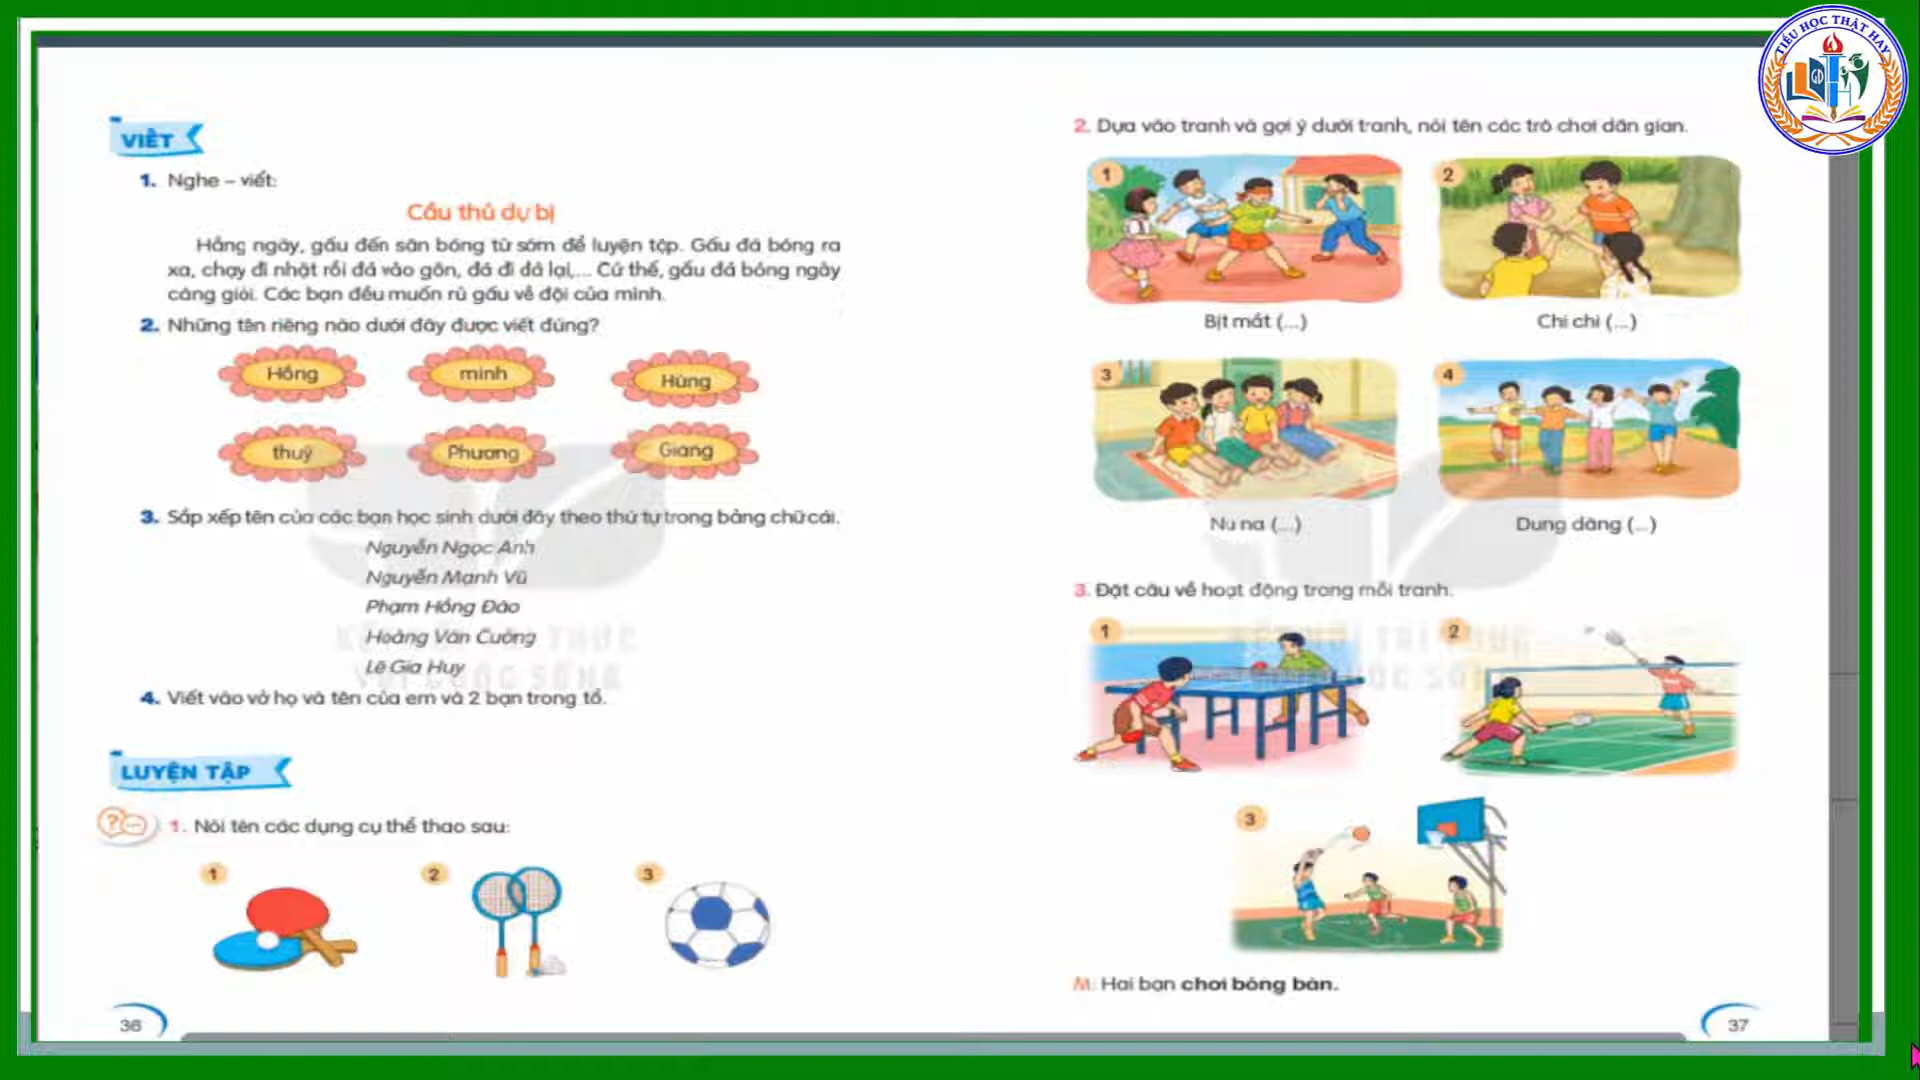 TIỂU HỌC THẬT HAY
GD
VIẾT
1. Nghe – viết:
Cầu thủ dự bị
Hằng ngày, gấu đến sân bóng từ sớm để luyện tập. Gấu đá bóng ra
xa, chạy đi nhặt rồi đá vào gôn, đá đi đá lại,... Cứ thế, gấu đá bóng ngày
càng giỏi. Các bạn đều muốn rủ gấu về đội của mình.
2. Những tên riêng nào dưới đây được viết đúng?
Hồng
minh
Hùng
thuỷ
Phương
Giang
3. Sắp xếp tên của các bạn học sinh dưới đây theo thứ tự trong bảng chữ cái.
Nguyễn Ngọc Anh
Nguyễn Mạnh Vũ
Phạm Hồng Đào
Hoàng Văn Cường
Lê Gia Huy
4. Viết vào vở họ và tên của em và 2 bạn trong tổ.
LUYỆN TẬP
1. Nói tên các dụng cụ thể thao sau:
1
2
3
36
2. Dựa vào tranh và gợi ý dưới tranh, nói tên các trò chơi dân gian.
1
2
Bịt mắt (...)
Chi chi (...)
3
4
Nu na (...)
Dung dăng (...)
3. Đặt câu về hoạt động trong mỗi tranh.
1
2
3
M: Hai bạn chơi bóng bàn.
37